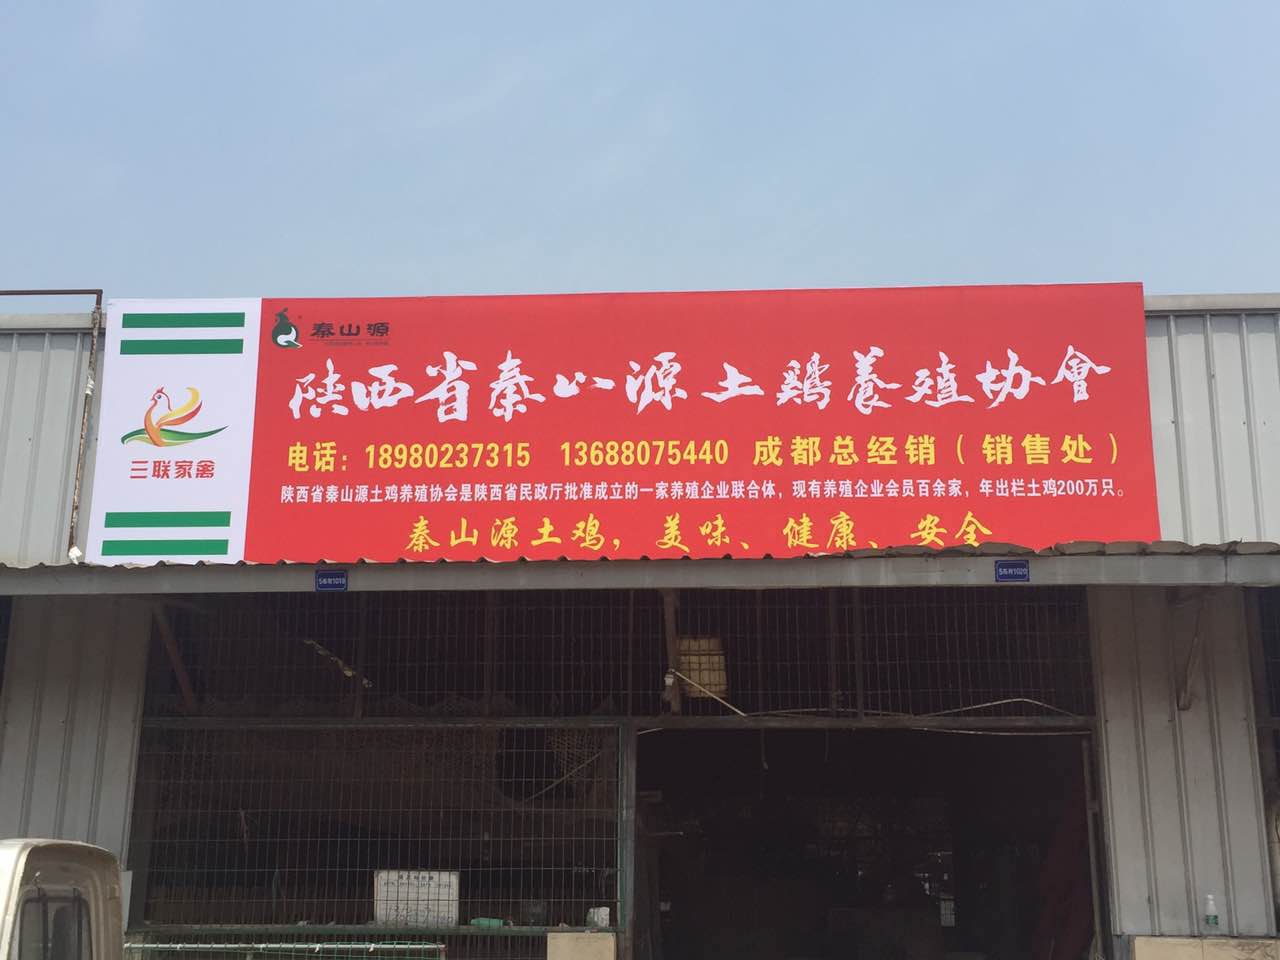 秦山源
陕西省秦山源土鷄養殖协會
电话：18980237315 13688075440 成都总经销（销售处）
陕西省秦山源土鸡养殖协会是陕西省民政厅批准成立的一家养殖企业联合体，现有养殖企业会员百余家，年出栏土鸡200万只。
秦山源土鸡，美味、健康、安全
三联家禽